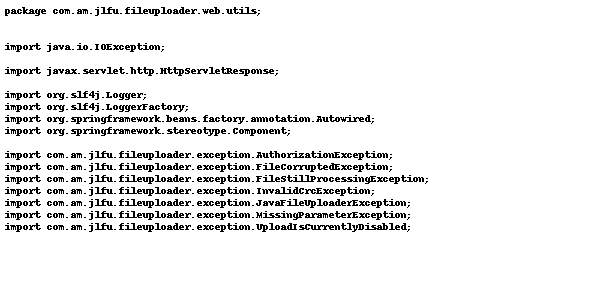 package com.am.jlfu.fileuploader.web.utils;
import java.io.IOException;
import javax.servlet.http.HttpServletResponse;
import org.slf4j.Logger;
import org.slf4j.LoggerFactory;
import org.springframework.beans.factory.annotation.Autowired;
import org.springframework.stereotype.Component;
import com.am.jlfu.fileuploader.exception.AuthorizationException;
import com.am.jlfu.fileuploader.exception.FileCorruptedException;
import com.am.jlfu.fileuploader.exception.FileStillProcessingException;
import com.am.jlfu.fileuploader.exception.InvalidCrcException;
import com.am.jlfu.fileuploader.exception.JavaFileUploaderException;
import com.am.jlfu.fileuploader.exception.MissingParameterException;
import com.am.jlfu.fileuploader.exception.UploadIsCurrentlyDisabled;